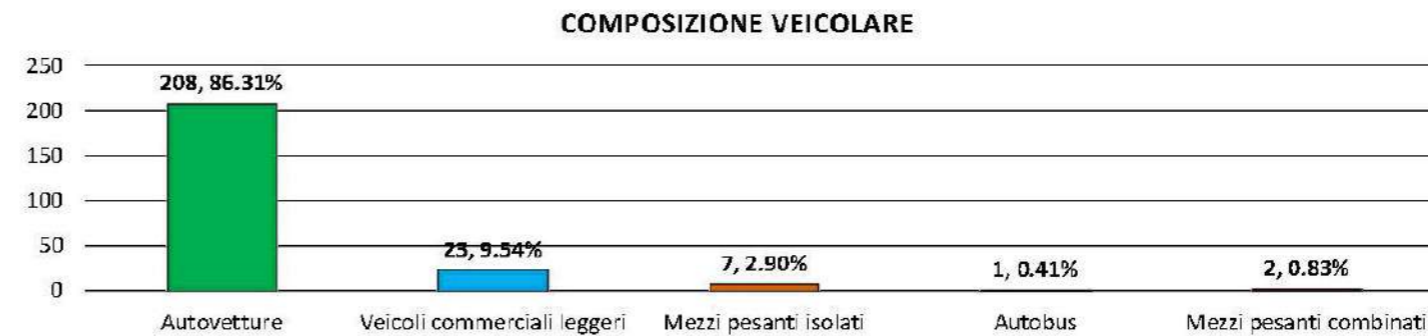 COMPOSIZIONE VEICOLARE
250
208, 86.31%
200
150
100
50
23, 9.54%
7, 2.90%
1, 0.41%
2, 0.83%
0
Autovetture
Veicoli commerciali leggeri
Mezzi pesanti isolati
Autobus
Mezzi pesanti combinati